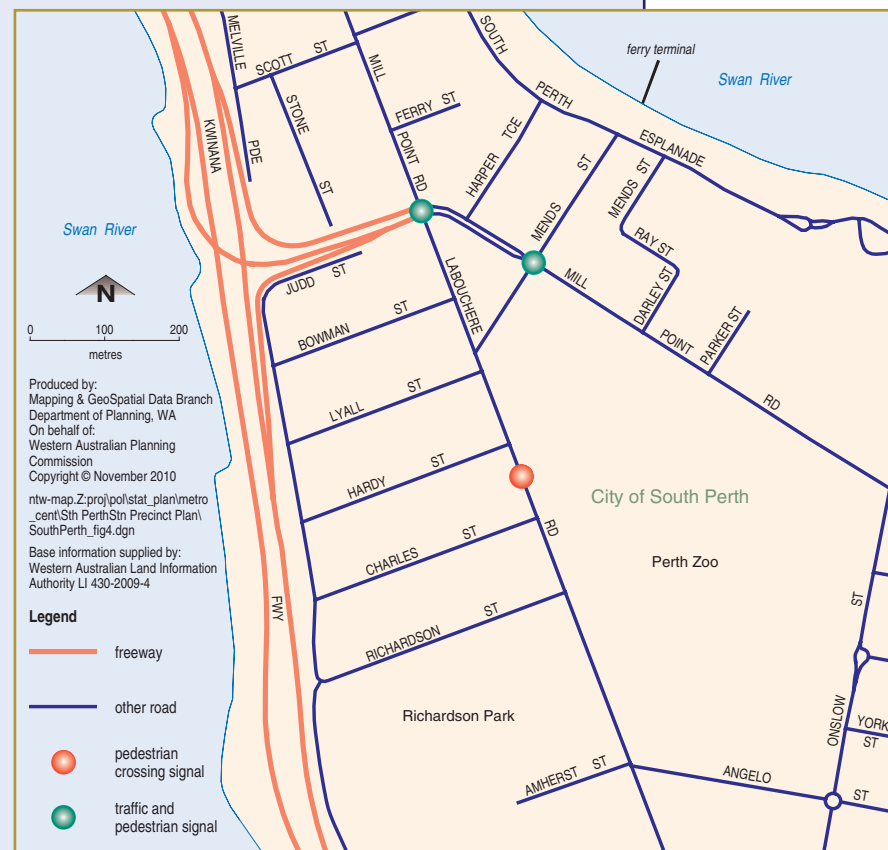 MELVILLE
PDE
SCOTT ST
STONE
ST
MILL
POINT RD
FERRY ST
SOUTH
PERTH
ESPLANADE
ferry terminal
Swan River
KWINANA
HARPER TCE
MENDS ST
MENDS ST
RAY ST
DARLEY ST
PARKER ST
MILL
POINT
RD
Swan River
N
0 100 200
metres
JUDD ST
LABOUCHERE
RD
BOWMAN ST
LYALL ST
HARDY ST
CHARLES ST
RICHARDSON ST
City of South Perth
Perth Zoo
Richardson Park
AMHERST ST
ANGELO
ST
ONSLOW
ST
YORK
ST
FWY
Produced by:
Mapping & GeoSpatial Data Branch
Department of Planning, WA
On behalf of:
Western Australian Planning
Commission
Copyright © November 2010
ntw-map.Z:proj\pol\stat_plan\metro
_cent\Sth PerthStn Precinct Plan\
SouthPerth_fig4.dgn
Base information supplied by:
Western Australian Land Information
Authority LI 430-2009-4
Legend
freeway
other road
pedestrian
crossing signal
traffic and
pedestrian signal